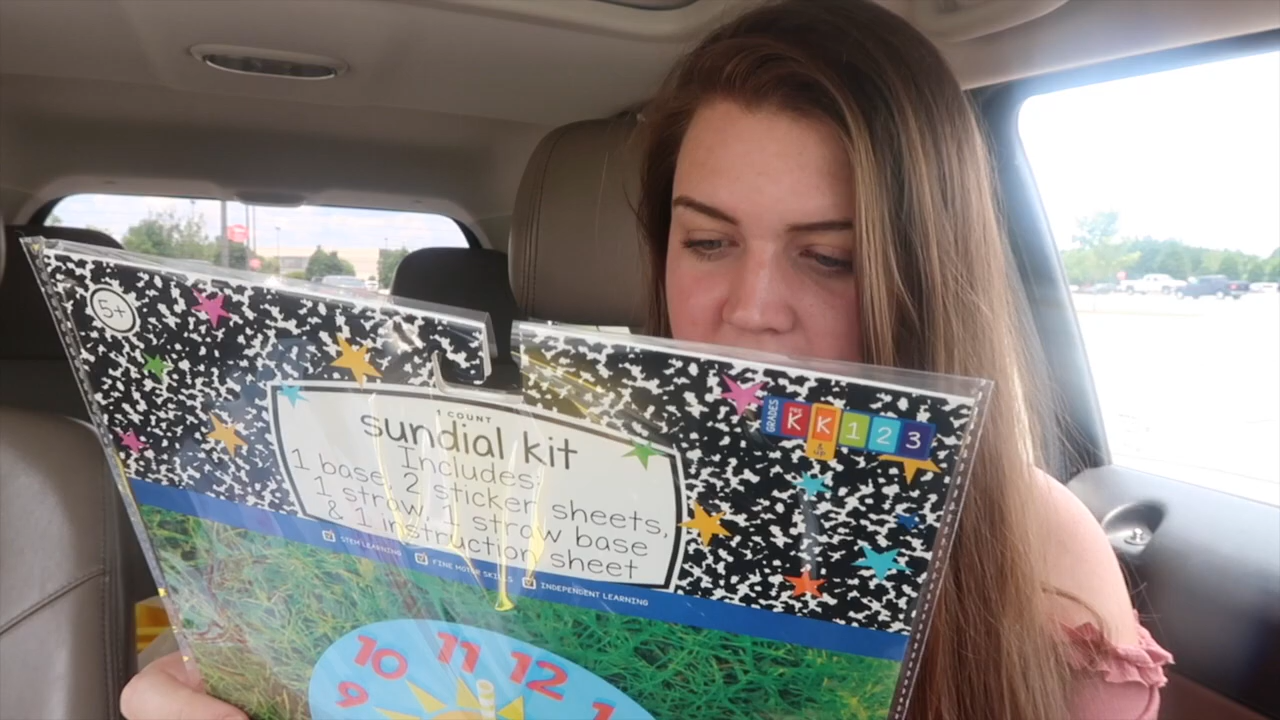 5+
GRADES PK K 1 2 3
& UP
1 COUNT
sundial kit
Includes:
1 base, 2 sticker sheets,
1 straw, 1 straw base
& 1 instruction sheet
STEM LEARNING FINE MOTOR SKILLS INDEPENDENT LEARNING
9 10 11 12 1